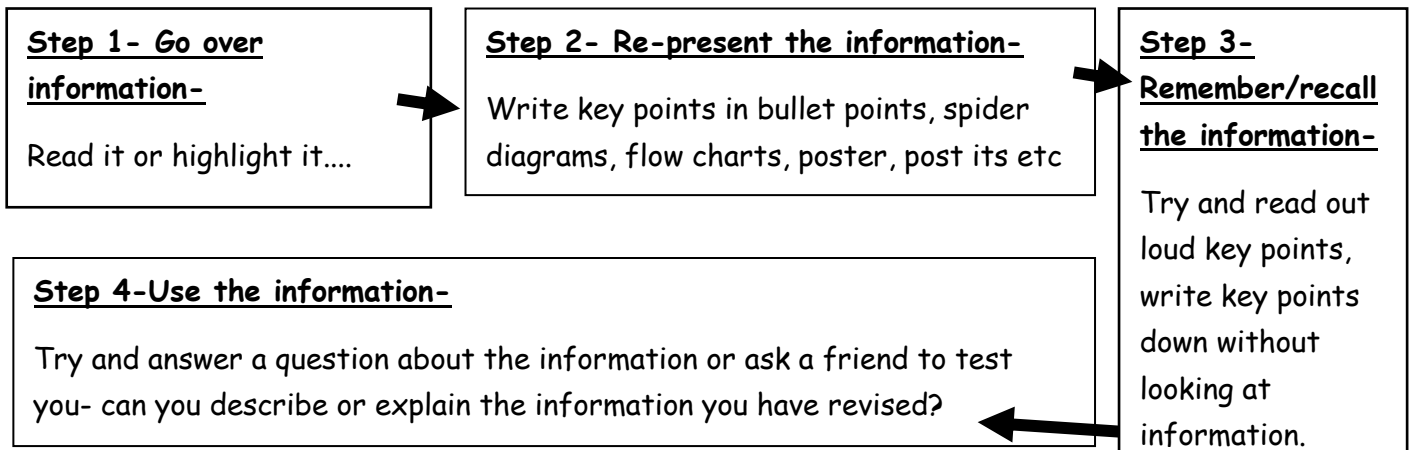 Step 1- Go over
information-
Read it or highlight it....
Step 2- Re-present the information-
Write key points in bullet points, spider
diagrams, flow charts, poster, post its etc
Step 3-
Remember/recall
the information-
Try and read out
loud key points,
write key points
down without
looking at
information.
Step 4-Use the information-
Try and answer a question about the information or ask a friend to test
you- can you describe or explain the information you have revised?